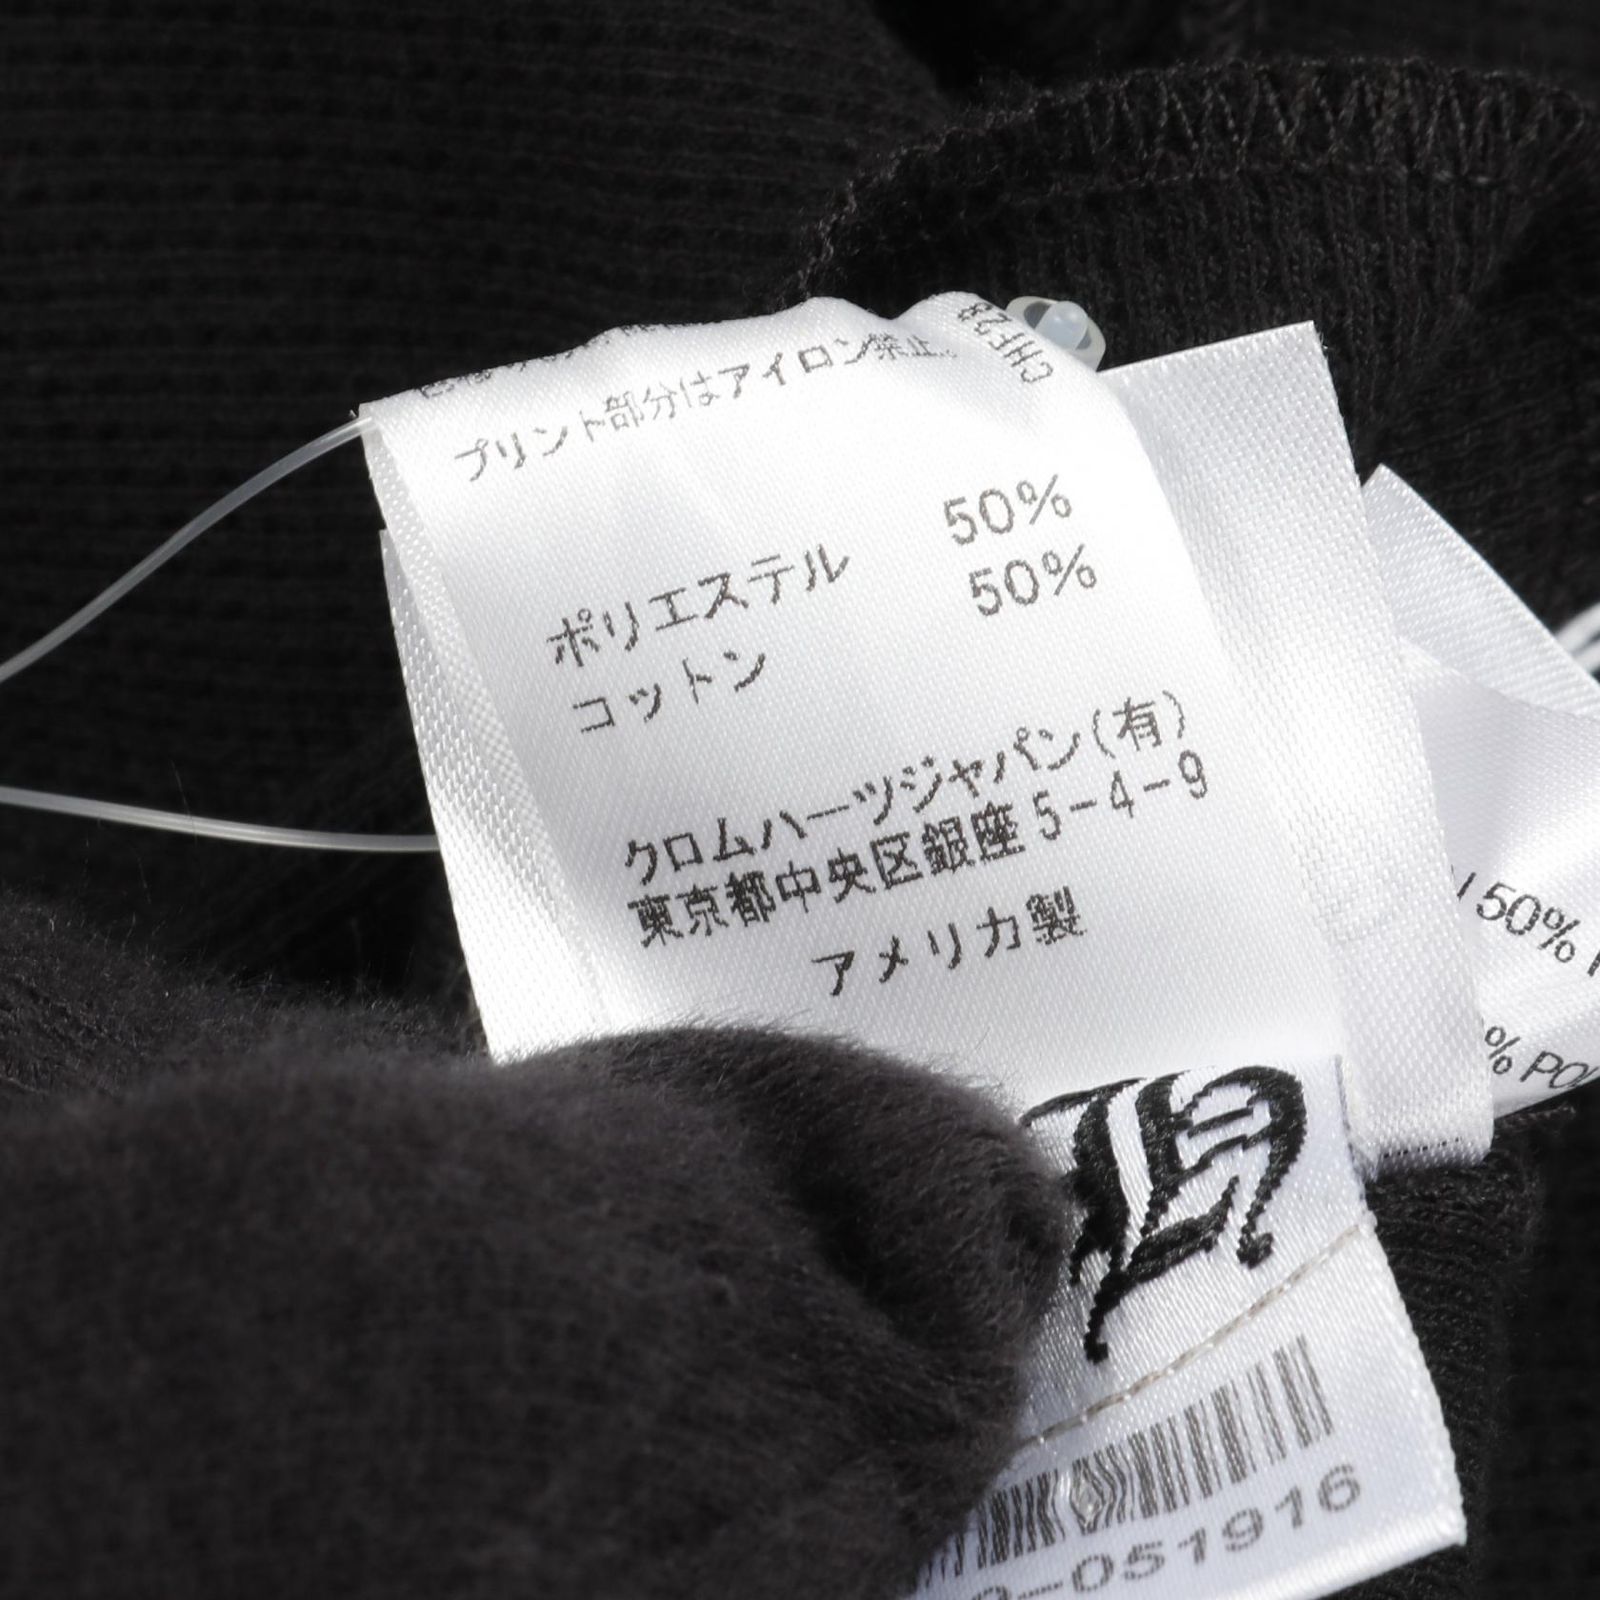 プリント部分はアイロン禁止。
ポリエステル 50%
コットン 50%
クロムハーツジャパン(有)
東京都中央区銀座5-4-9
アメリカ製
50%
% POL
-051916